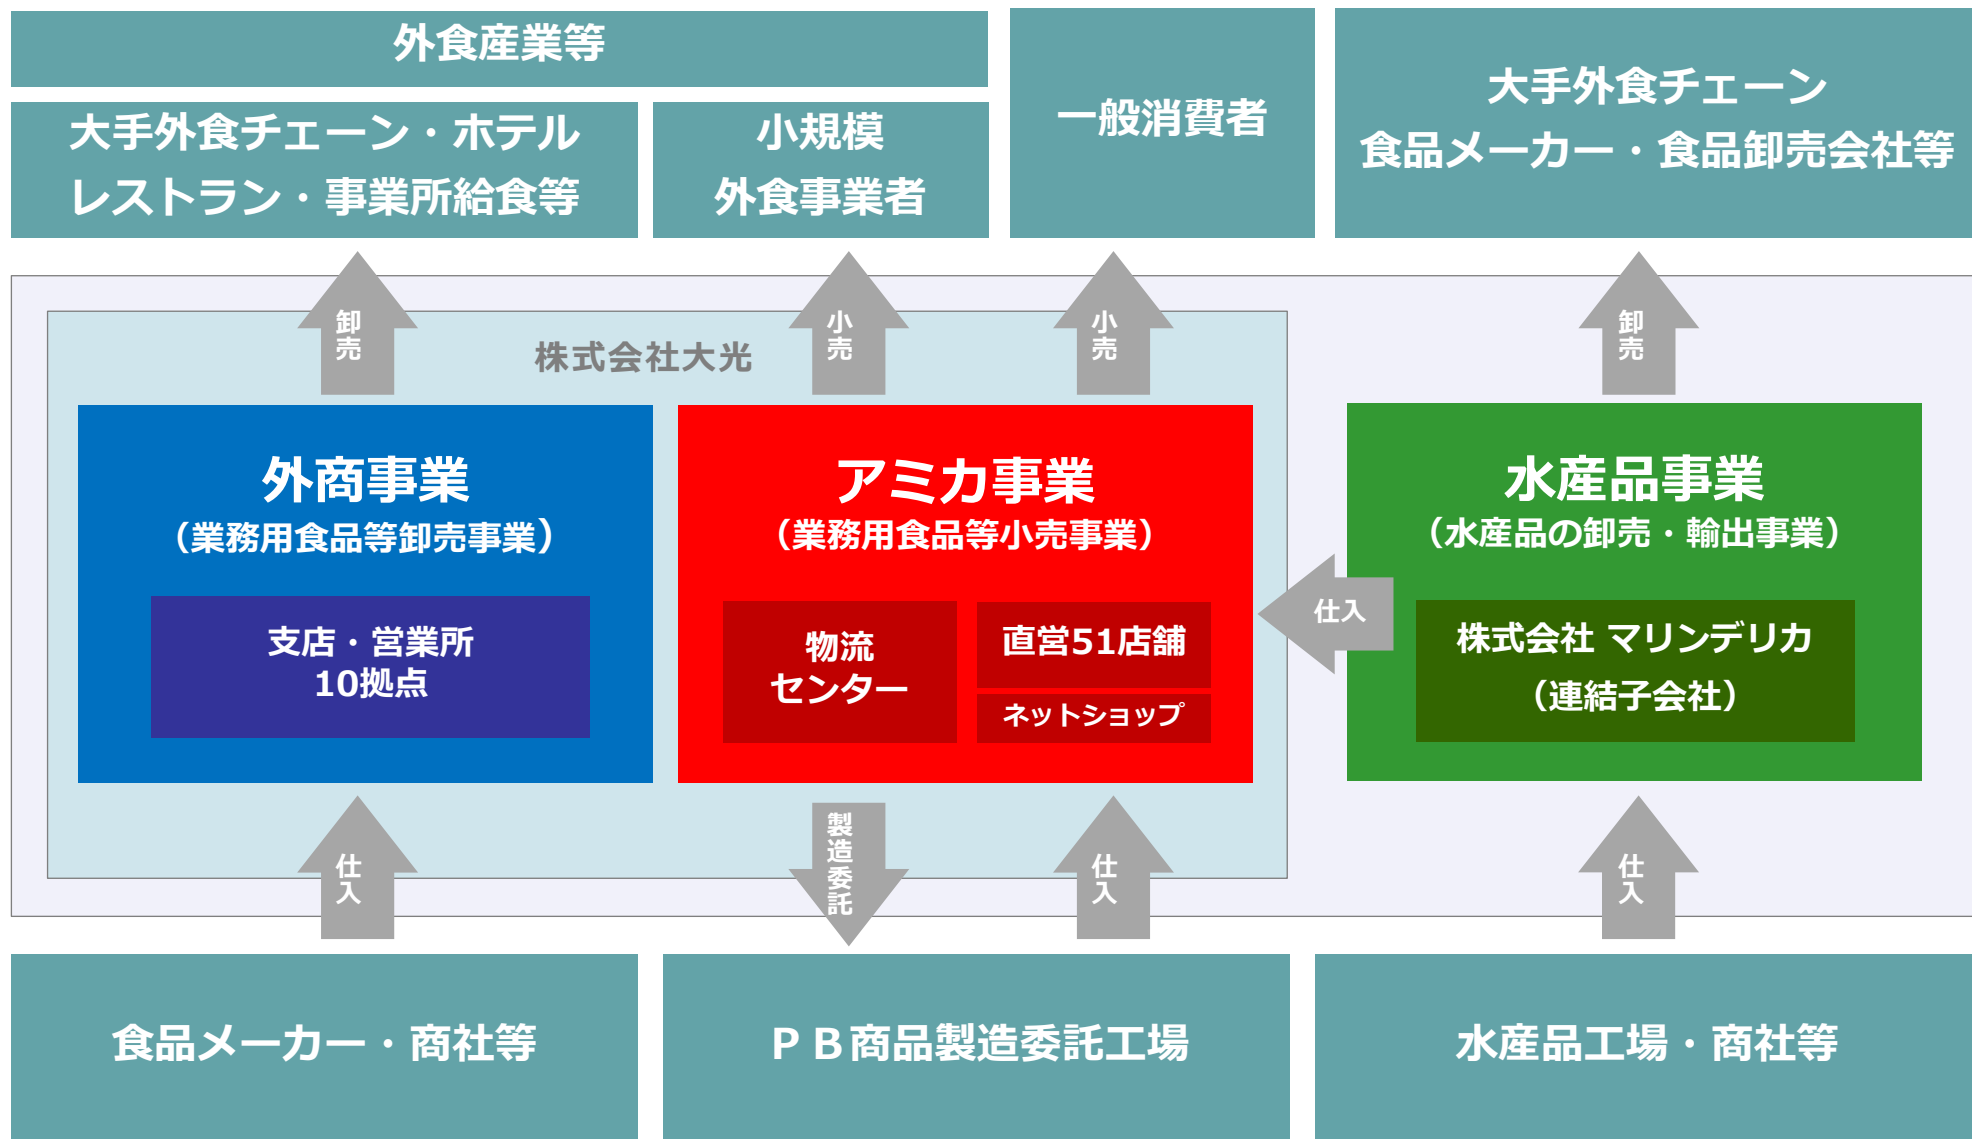 外食産業等
大手外食チェーン・ホテル
レストラン・事業所給食等
小規模
外食事業者
一般消費者
大手外食チェーン
食品メーカー・食品卸売会社等
卸売
小売
小売
卸売
株式会社大光
外商事業
（業務用食品等卸売事業）
支店・営業所
10拠点
アミカ事業
（業務用食品等小売事業）
物流
センター
直営51店舗
ネットショップ
仕入
水産品事業
（水産品の卸売・輸出事業）
株式会社 マリンデリカ
（連結子会社）
仕入
製造委託
仕入
仕入
食品メーカー・商社等
ＰＢ商品製造委託工場
水産品工場・商社等